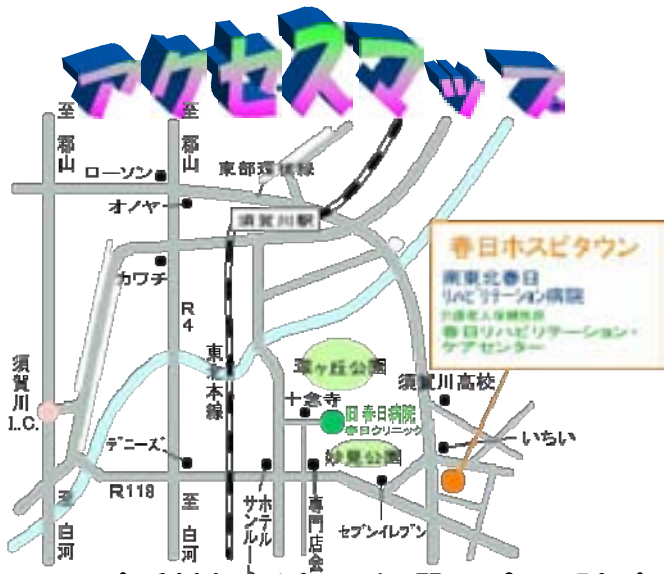 アクセスマップ
至 郡山
至 郡山
ローソン
東部環状線
オノヤ
須賀川駅
カワチ
R4
東北本線
春日ホスピタウン
南東北春日
リハビリテーション病院
介護老人保健施設
春日リハビリテーション・
ケアセンター
須賀川I.C.
翠ヶ丘公園
須賀川高校
十念寺
旧 春日病院
春日クリニック
いちい
デニーズ
妙見公園
R118
至 白河
至 白河
ホテル
サンルート
専門店会
セブンイレブン